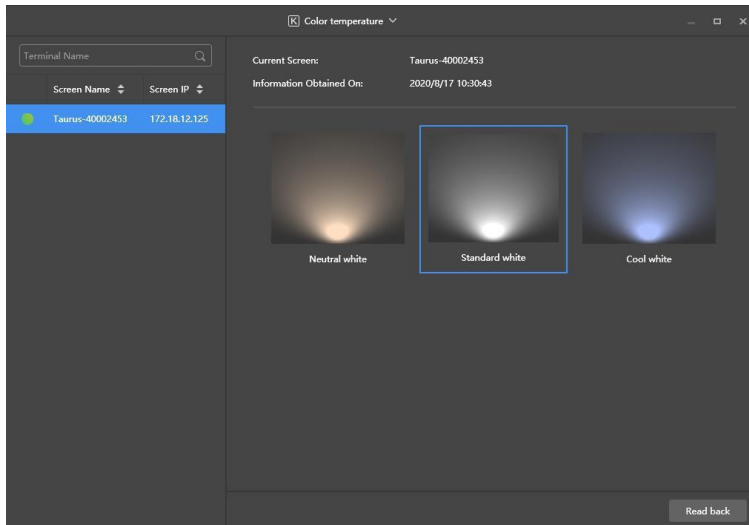 K Color temperature
Terminal Name
Screen Name Screen IP
Taurus-40002453 172.18.12.125
Current Screen: Taurus-40002453
Information Obtained On: 2020/8/17 10:30:43
Neutral white Standard white Cool white
Read back